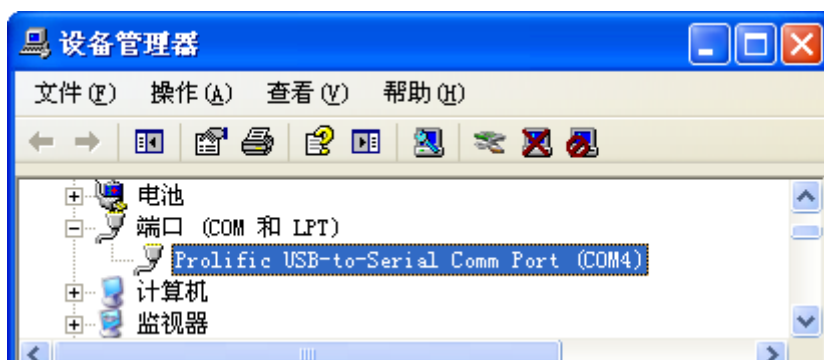 设备管理器
文件(F) 操作(A) 查看(V) 帮助(H)
电池
端口 (COM 和 LPT)
Prolific USB-to-Serial Comm Port (COM4)
计算机
监视器